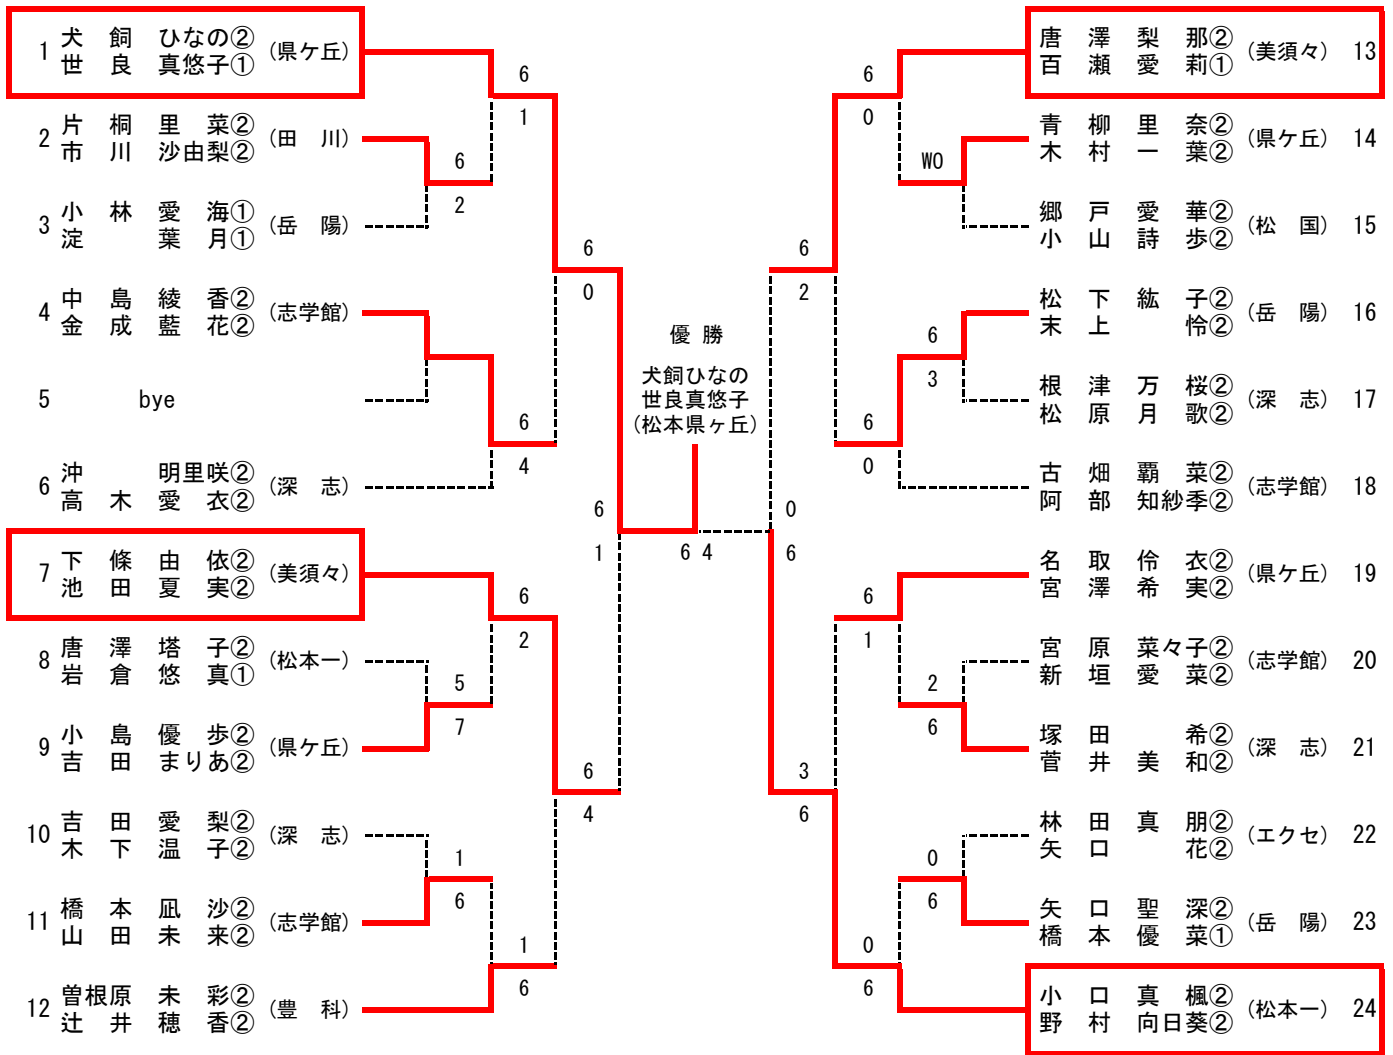 1 犬 飼 ひなの② (県ケ丘)
世 良 真悠子①
2 片 桐 里 菜② (田 川)
市 川 沙由梨②
3 小 林 愛 海① (岳 陽)
淀 葉 月①
4 中 島 綾 香② (志学館)
金 成 藍 花②
5 bye
6 沖 明里咲② (深 志)
高 木 愛 衣②
7 下 條 由 依② (美須々)
池 田 夏 実②
8 唐 澤 塔 子② (松本一)
岩 倉 悠 真①
9 小 島 優 歩② (県ケ丘)
吉 田 まりあ②
10 吉 田 愛 梨② (深 志)
木 下 温 子②
11 橋 本 凪 沙② (志学館)
山 田 未 来②
12 曽根原 未 彩② (豊 科)
辻 井 穂 香②
6
1
6
2
6
0
6
4
6
1
6
2
5
7
6
4
1
6
1
6
優 勝
犬飼ひなの
世良真悠子
(松本県ヶ丘)
6 4
6
0
W0
6
2
6
3
6
0
0
6
6
1
2
6
3
6
0
6
0
6
唐 澤 梨 那② (美須々) 13
百 瀬 愛 莉①
青 柳 里 奈② (県ケ丘) 14
木 村 一 葉②
郷 戸 愛 華② (松 国) 15
小 山 詩 歩②
松 下 紘 子② (岳 陽) 16
末 上 怜②
根 津 万 桜② (深 志) 17
松 原 月 歌②
古 畑 覇 菜② (志学館) 18
阿 部 知紗季②
名 取 伶 衣② (県ケ丘) 19
宮 澤 希 実②
宮 原 菜々子② (志学館) 20
新 垣 愛 菜②
塚 田 希② (深 志) 21
菅 井 美 和②
林 田 真 朋② (エクセ) 22
矢 口 花②
矢 口 聖 深② (岳 陽) 23
橋 本 優 菜①
小 口 真 楓② (松本一) 24
野 村 向日葵②